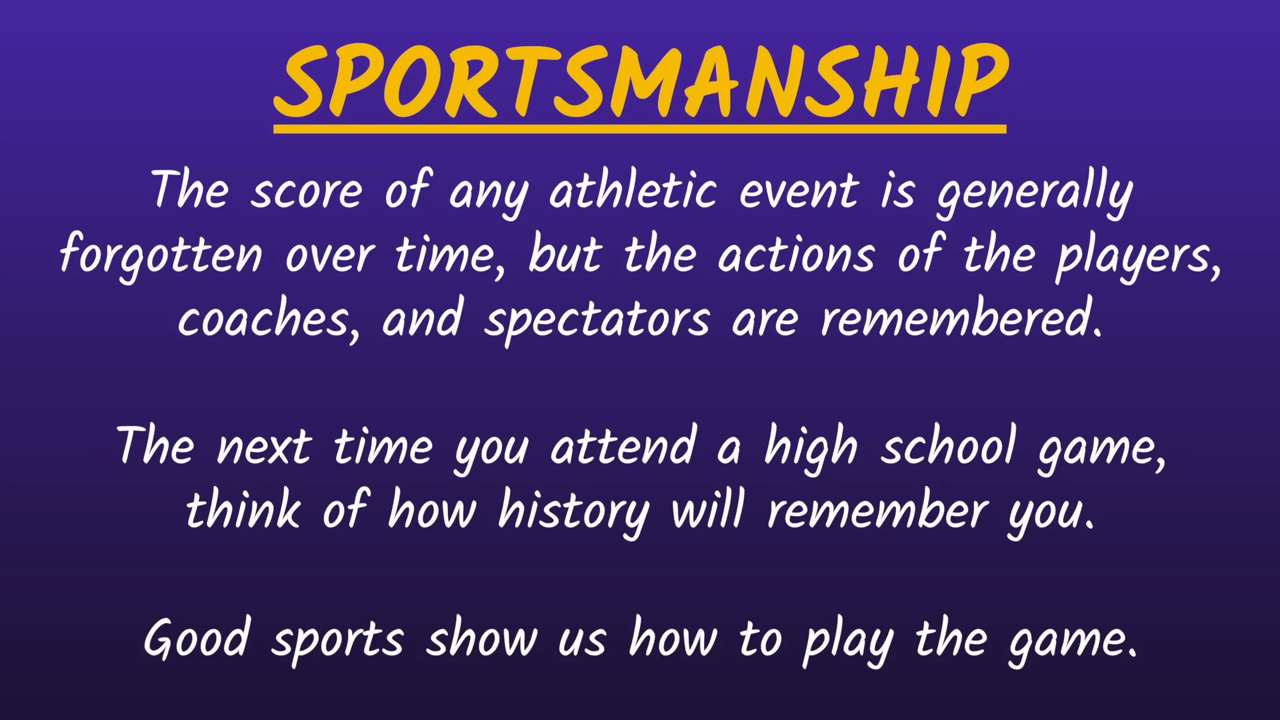 SPORTSMANSHIP
The score of any athletic event is generally
forgotten over time, but the actions of the players,
coaches, and spectators are remembered.
The next time you attend a high school game,
think of how history will remember you.
Good sports show us how to play the game.